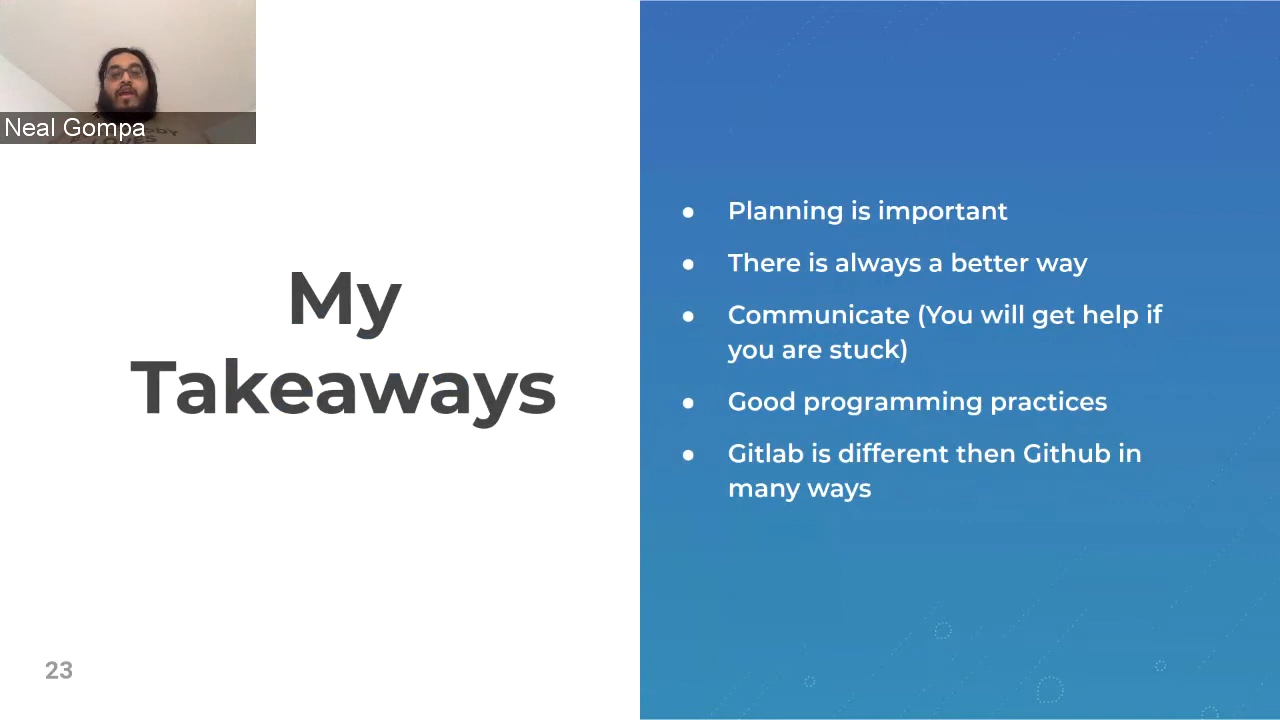 Neal Gompa
LOVES
My
Takeaways
● Planning is important
● There is always a better way
● Communicate (You will get help if
you are stuck)
● Good programming practices
● Gitlab is different then Github in
many ways
23